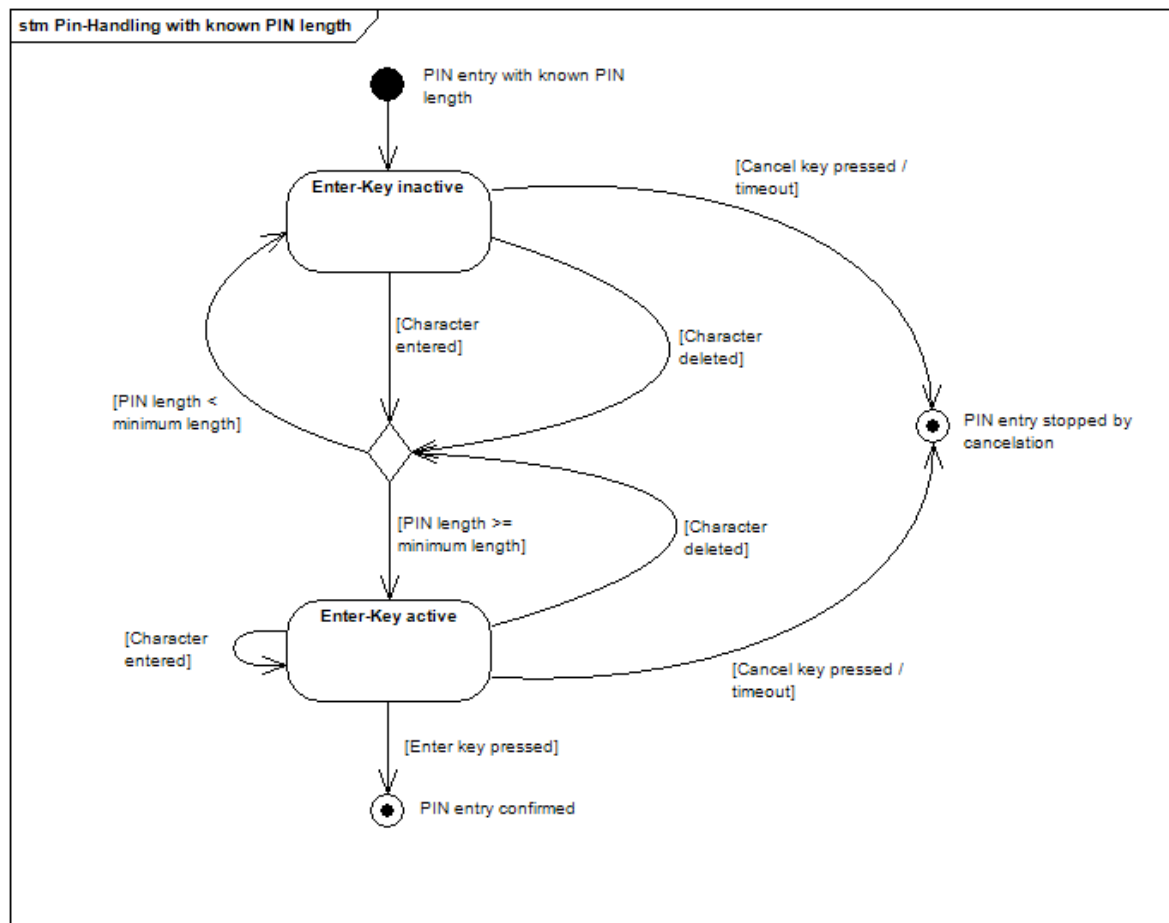 stm Pin-Handling with known PIN length
PIN entry with known PIN
length
[Cancel key pressed /
timeout]
Enter-Key inactive
[Character
entered]
[Character
deleted]
[PIN length <
minimum length]
PIN entry stopped by
cancelation
[PIN length >=
minimum length]
[Character
deleted]
Enter-Key active
[Character
entered]
[Cancel key pressed /
timeout]
[Enter key pressed]
PIN entry confirmed